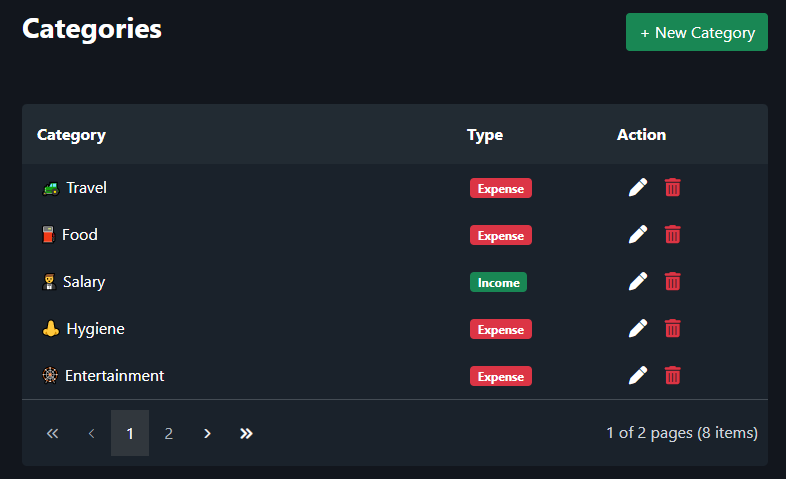 Categories
+ New Category
Category Type Action
Travel Expense
Food Expense
Salary Income
Hygiene Expense
Entertainment Expense
« ‹ 1 2 › » 1 of 2 pages (8 items)